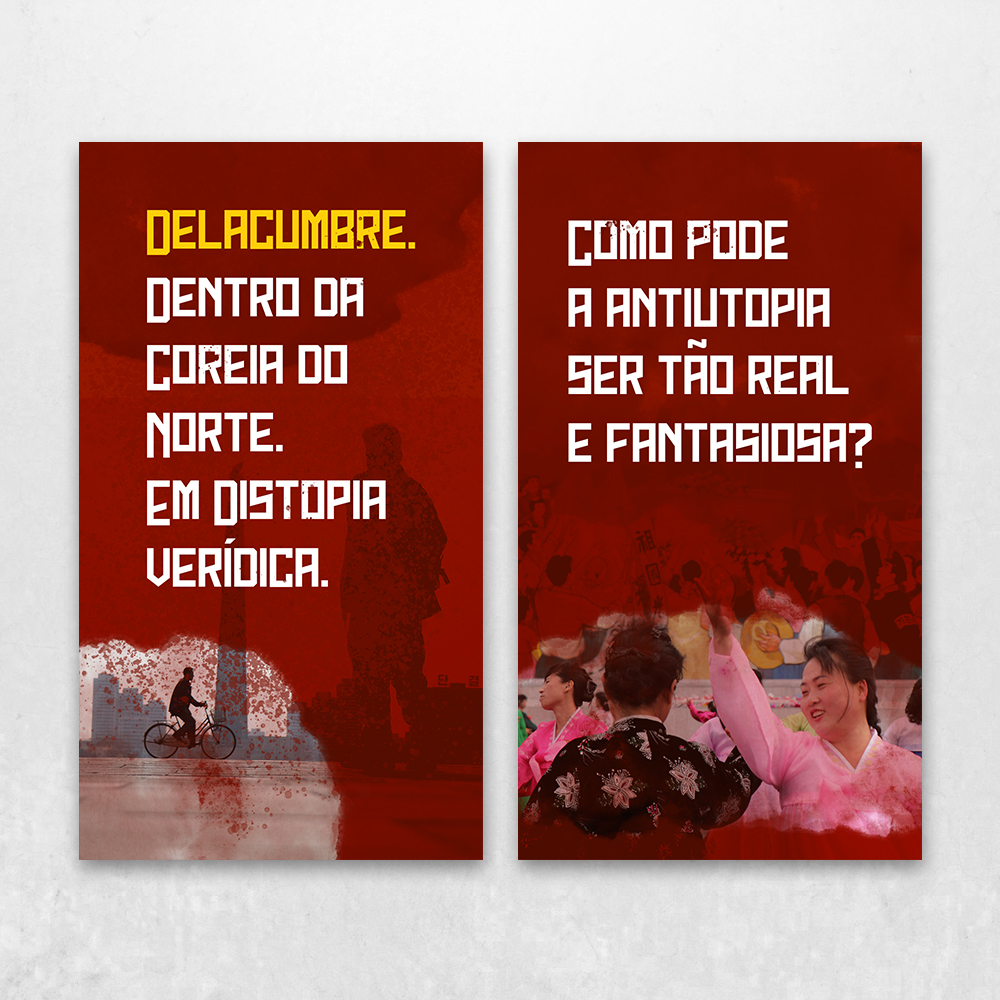 Delacumbre.
Dentro da
Coreia do
Norte.
Em Distopia
verídica.
Como pode
a antiutopia
ser tão real
e fantasiosa?